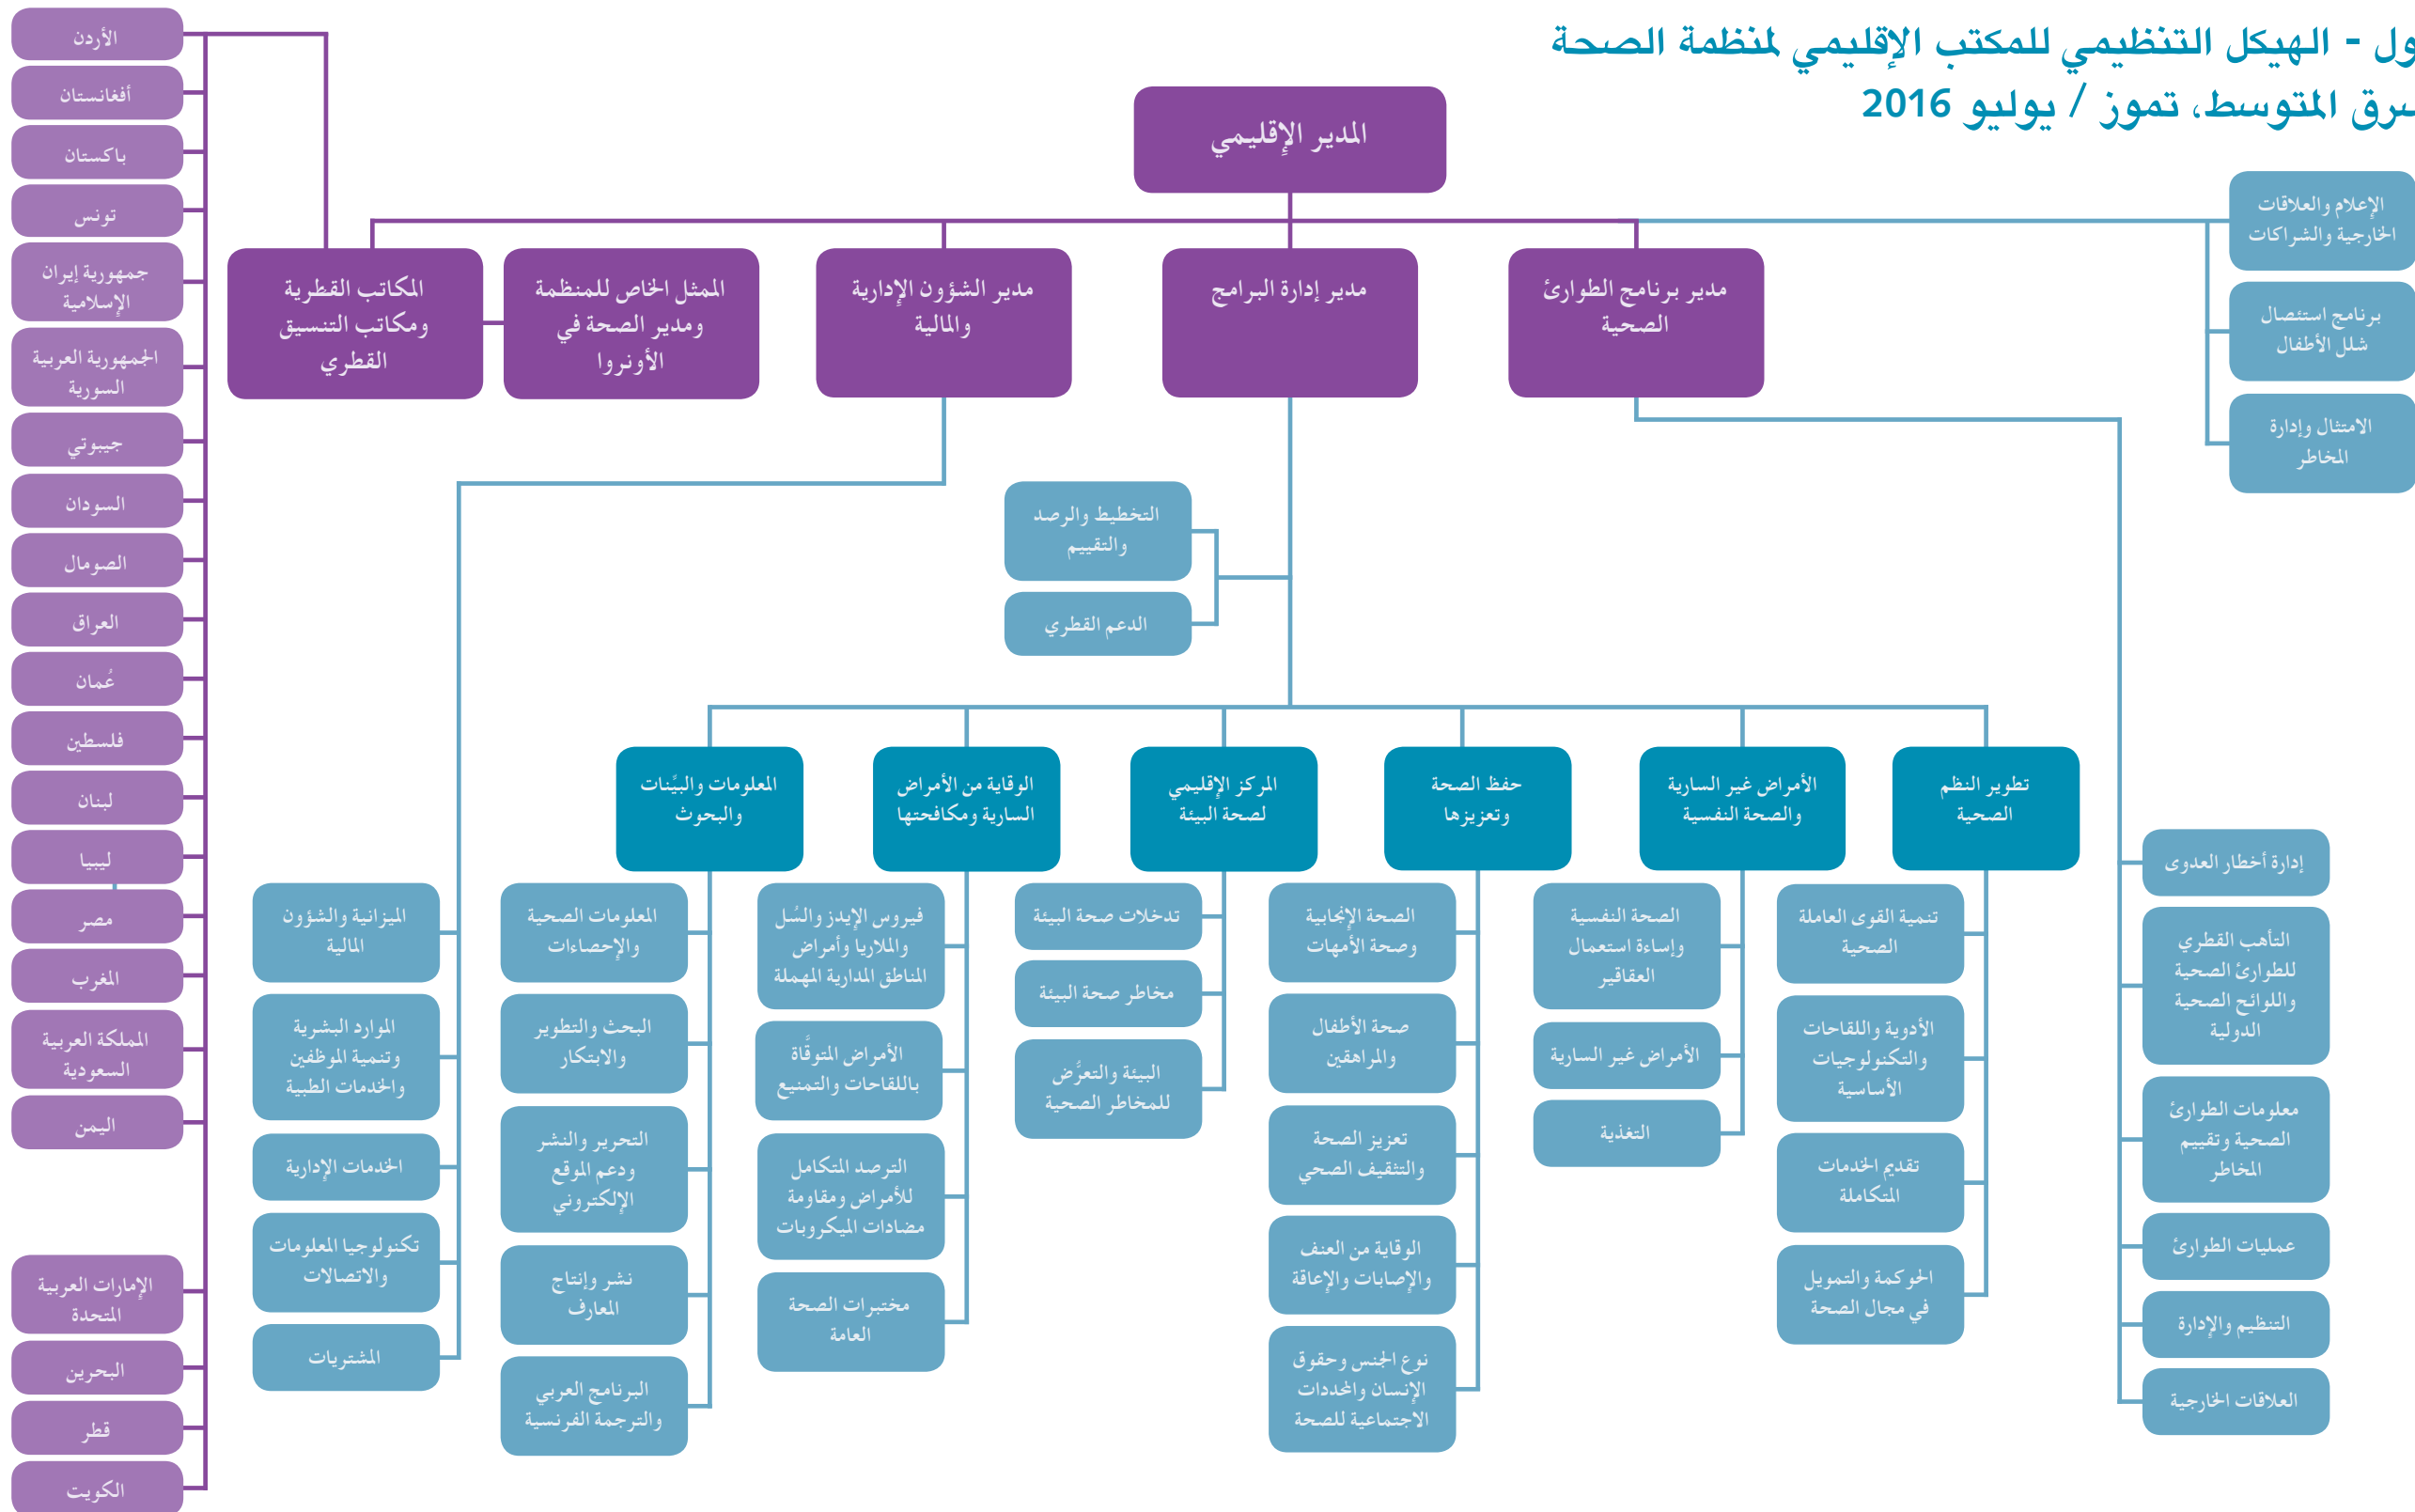 ول - الهيكل التنظيمي للمكتب الإقليمي لمنظمة الصحة
رق المتوسط، تموز / يوليو 2016
المدير الإقليمي
الإعلام والعلاقات
الخارجية والشراكات
برنامج استئصال
شلل الأطفال
الامتثال وإدارة
المخاطر
مدير برنامج الطوارئ
الصحية
مدير إدارة البرامج
مدير الشؤون الإدارية
والمالية
الممثل الخاص للمنظمة
ومدير الصحة في
الأونروا
المكاتب القطرية
ومكاتب التنسيق
القطري
التخطيط والرصد
والتقييم
الدعم القطري
تطوير النظم
الصحية
الأمراض غير السارية
والصحة النفسية
حفظ الصحة
وتعزيزها
المركز الإقليمي
لصحة البيئة
الوقاية من الأمراض
السارية ومكافحتها
المعلومات والبيِّنات
والبحوث
إدارة أخطار العدوى
التأهب القطري
للطوارئ الصحية
واللوائح الصحية
الدولية
معلومات الطوارئ
الصحية وتقييم
المخاطر
عمليات الطوارئ
التنظيم والإدارة
العلاقات الخارجية
تنمية القوى العاملة
الصحية
الأدوية واللقاحات
والتكنولوجيات
الأساسية
تقديم الخدمات
المتكاملة
الحوكمة والتمويل
في مجال الصحة
الصحة النفسية
وإساءة استعمال
العقاقير
الأمراض غير السارية
التغذية
الصحة الإنجابية
وصحة الأمهات
صحة الأطفال
والمراهقين
تعزيز الصحة
والتثقيف الصحي
الوقاية من العنف
والإصابات والإعاقة
نوع الجنس وحقوق
الإنسان والمحددات
الاجتماعية للصحة
تدخلات صحة البيئة
مخاطر صحة البيئة
البيئة والتعرُّض
للمخاطر الصحية
فيروس الإيدز والسُل
والملاريا وأمراض
المناطق المدارية المهملة
الأمراض المتوقَّاة
باللقاحات والتمنيع
الترصد المتكامل
للأمراض ومقاومة
مضادات الميكروبات
مختبرات الصحة
العامة
المعلومات الصحية
والإحصاءات
البحث والتطوير
والابتكار
التحرير والنشر
ودعم الموقع
الإلكتروني
نشر وإنتاج
المعارف
البرنامج العربي
والترجمة الفرنسية
الميزانية والشؤون
المالية
الموارد البشرية
وتنمية الموظفين
والخدمات الطبية
الخدمات الإدارية
تكنولوجيا المعلومات
والاتصالات
المشتريات
الأردن
أفغانستان
باكستان
تونس
جمهورية إيران
الإسلامية
الجمهورية العربية
السورية
جيبوتي
السودان
الصومال
العراق
عُمان
فلسطين
لبنان
ليبيا
مصر
المغرب
المملكة العربية
السعودية
اليمن
الإمارات العربية
المتحدة
البحرين
قطر
الكويت